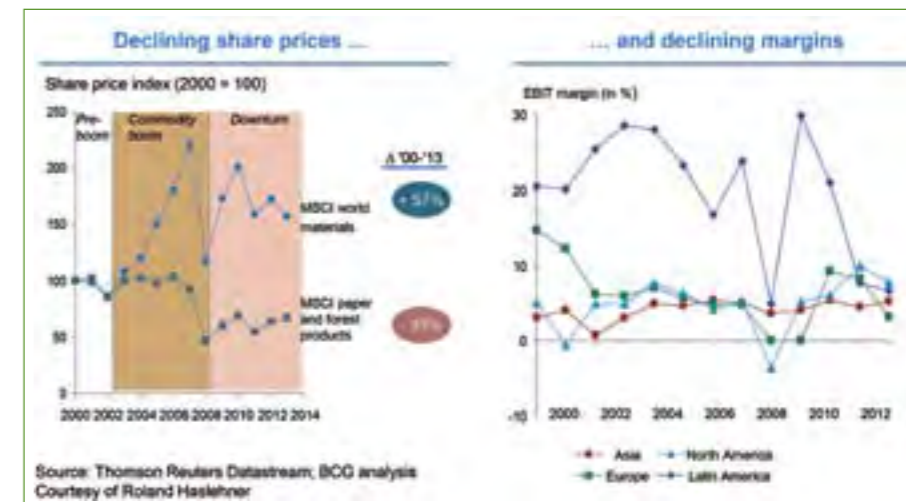 Declining share prices ...
... and declining margins
Share price index (2000 = 100)
EBIT margin (in %)
250
200
150
100
50
0
Pre-
boom
Commodity
boom
Downturn
Δ '00-'13
+ 57%
MSCI world
materials
MSCI paper
and forest
products
2000 2002 2004 2006 2008 2010 2012 2014
30
20
10
0
-10
2000 2002 2004 2006 2008 2010 2012
Asia
North America
Europe
Latin America
Source: Thomson Reuters Datastream; BCG analysis
Courtesy of Roland Haslehner